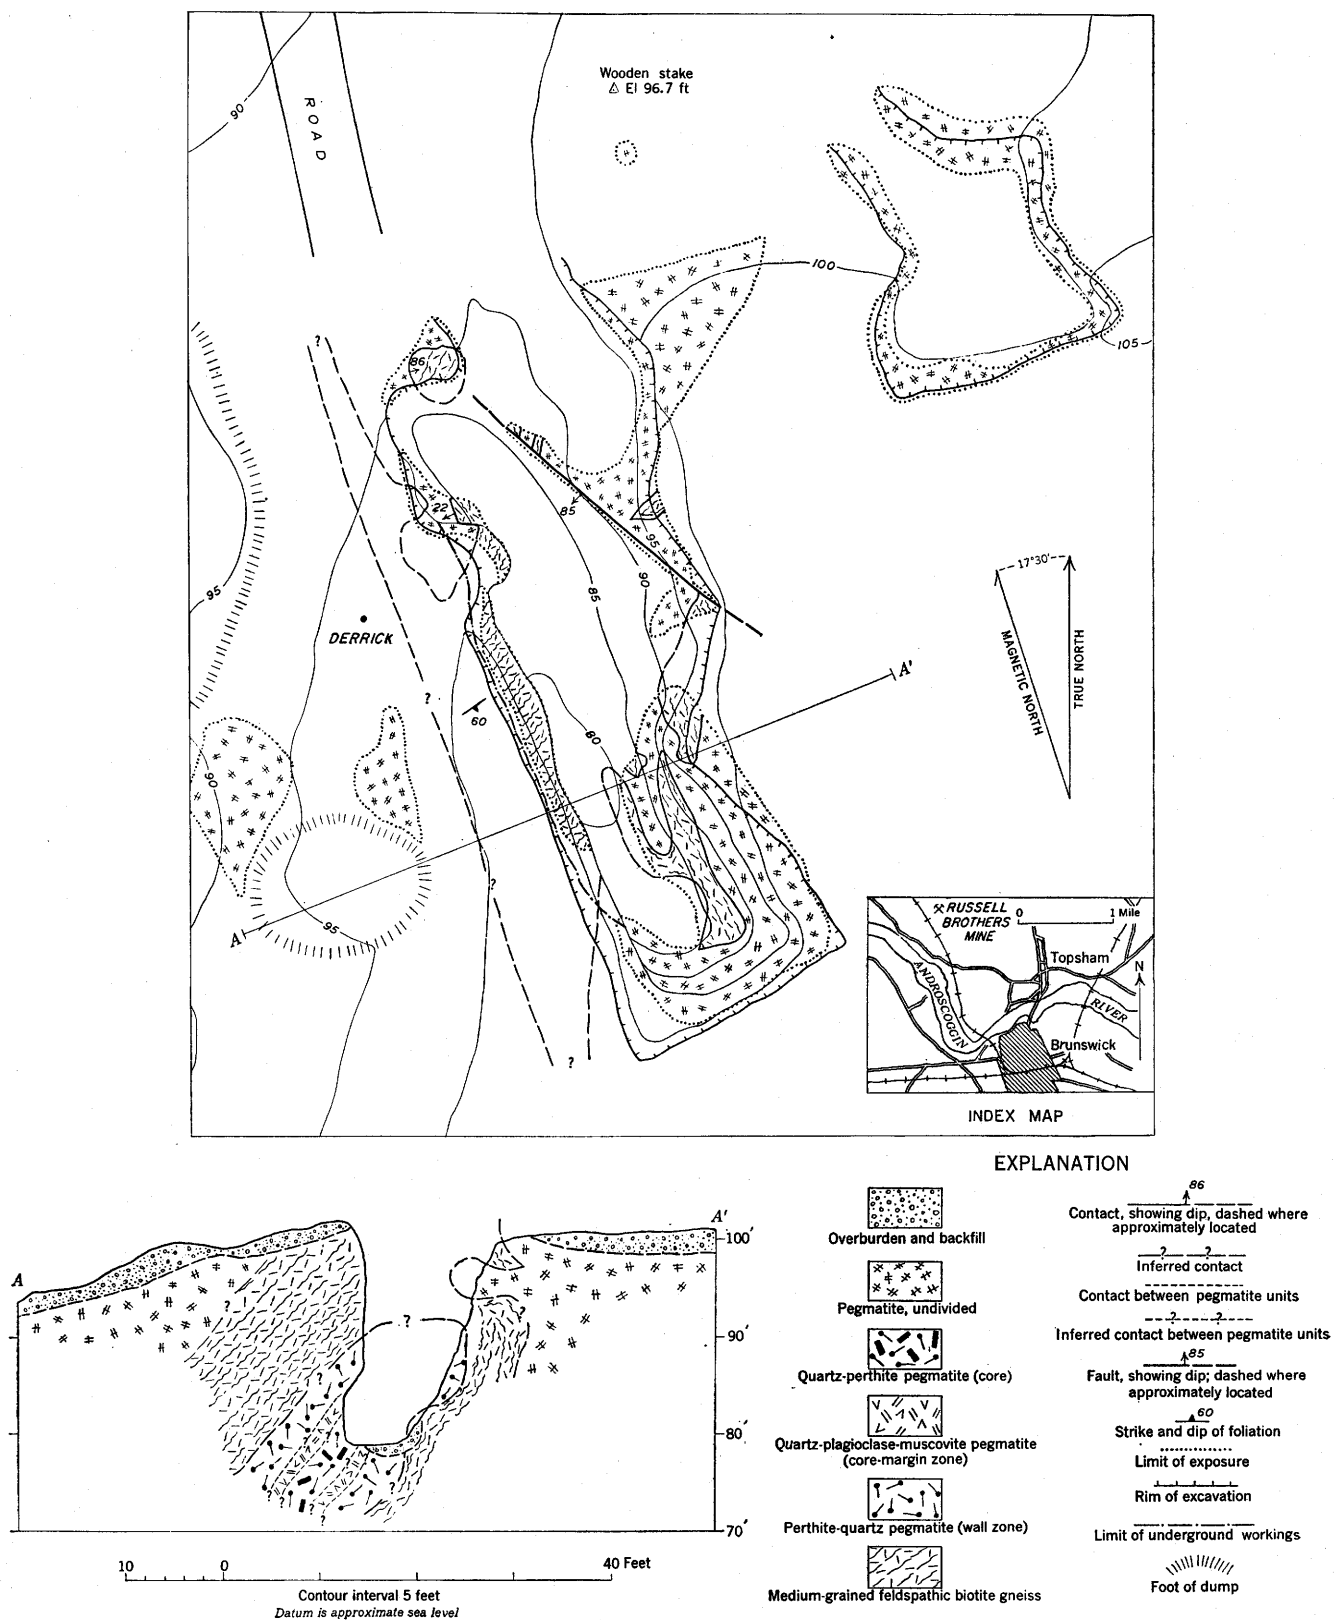 Wooden stake
△ El 96.7 ft
ROAD
90
100
105
86
22
85
95
90
85
95
DERRICK
?
?
60
80
90
A'
A
95
?
?
17°30'
MAGNETIC NORTH
TRUE NORTH
RUSSELL
BROTHERS
MINE
0 1 Mile
Topsham
N
ANDROSCOGGIN
RIVER
Brunswick
INDEX MAP
EXPLANATION
Overburden and backfill
Pegmatite, undivided
Quartz-perthite pegmatite (core)
Quartz-plagioclase-muscovite pegmatite
(core-margin zone)
Perthite-quartz pegmatite (wall zone)
Medium-grained feldspathic biotite gneiss
86
Contact, showing dip, dashed where
approximately located
? ?
Inferred contact
Contact between pegmatite units
? ?
Inferred contact between pegmatite units
85
Fault, showing dip; dashed where
approximately located
60
Strike and dip of foliation
Limit of exposure
Rim of excavation
Limit of underground workings
Foot of dump
A
A'
100'
90'
80'
70'
?
?
?
?
?
?
?
10 0 40 Feet
Contour interval 5 feet
Datum is approximate sea level